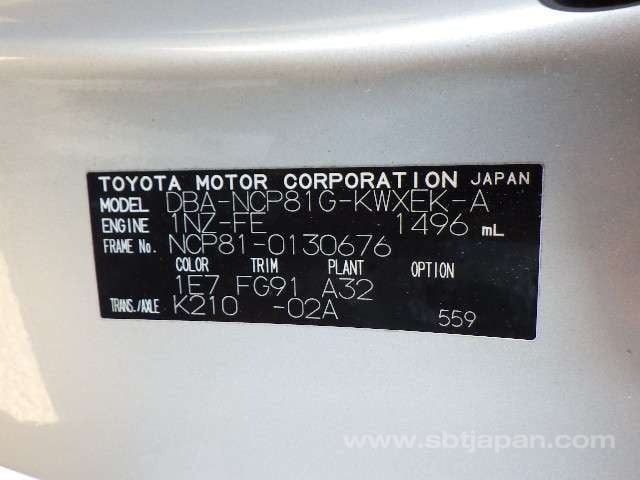 TOYOTA MOTOR CORPORATION JAPAN
MODEL DBA-NCP81G-KWXEK-A
ENGINE 1NZ-FE 1496 mL
FRAME No. NCP81-0130676
COLOR TRIM PLANT OPTION
1E7 FG91 A32
TRANS./AXLE K210 -02A 559
www.sbtjapan.com